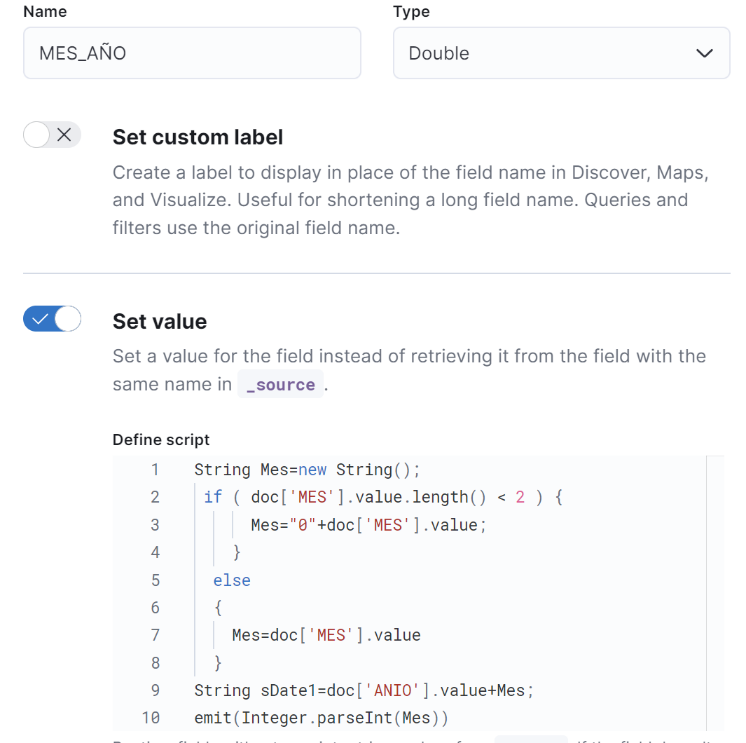 Name
Type
MES_AÑO
Double
Set custom label
Create a label to display in place of the field name in Discover, Maps,
and Visualize. Useful for shortening a long field name. Queries and
filters use the original field name.
Set value
Set a value for the field instead of retrieving it from the field with the
same name in _source .
Define script
1 String Mes=new String();
2 if ( doc['MES'].value.length() < 2 ) {
3 Mes="0"+doc['MES'].value;
4 }
5 else
6 {
7 Mes=doc['MES'].value
8 }
9 String sDate1=doc['ANIO'].value+Mes;
10 emit(Integer.parseInt(Mes))